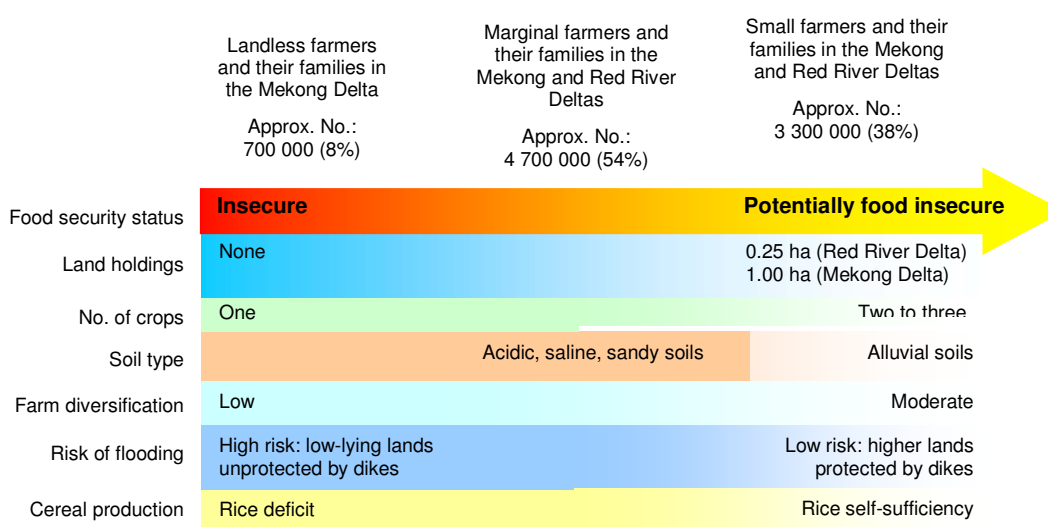 Landless farmers
and their families in
the Mekong Delta
Approx. No.:
700 000 (8%)
Marginal farmers and
their families in the
Mekong and Red River
Deltas
Approx. No.:
4 700 000 (54%)
Small farmers and their
families in the Mekong
and Red River Deltas
Approx. No.:
3 300 000 (38%)
Food security status
Insecure
Potentially food insecure
Land holdings
None
0.25 ha (Red River Delta)
1.00 ha (Mekong Delta)
No. of crops
One
Two to three
Soil type
Acidic, saline, sandy soils
Alluvial soils
Farm diversification
Low
Moderate
Risk of flooding
High risk: low-lying lands
unprotected by dikes
Low risk: higher lands
protected by dikes
Cereal production
Rice deficit
Rice self-sufficiency